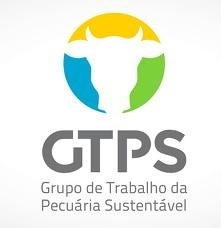 GTPS
Grupo de Trabalho da
Pecuária Sustentável